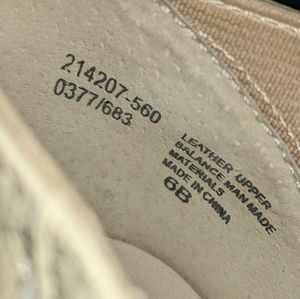 214207-560
0377/683
LEATHER UPPER
BALANCE MAN MADE
MATERIALS
MADE IN CHINA
6B